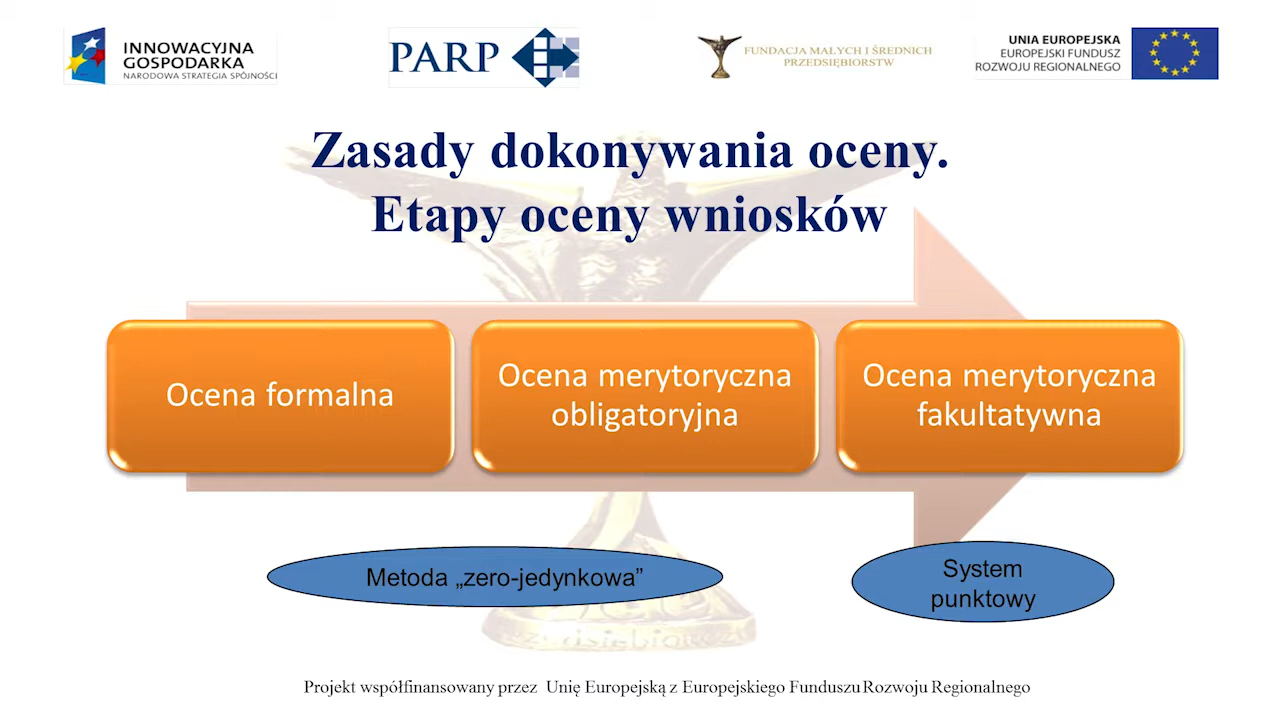 INNOWACYJNA
GOSPODARKA
NARODOWA STRATEGIA SPÓJNOŚCI
PARP
FUNDACJA MAŁYCH I ŚREDNICH
PRZEDSIĘBIORSTW
UNIA EUROPEJSKA
EUROPEJSKI FUNDUSZ
ROZWOJU REGIONALNEGO
Zasady dokonywania oceny.
Etapy oceny wniosków
Ocena formalna
Ocena merytoryczna
obligatoryjna
Ocena merytoryczna
fakultatywna
Metoda „zero-jedynkowa”
System
punktowy
Projekt współfinansowany przez Unię Europejską z Europejskiego Funduszu Rozwoju Regionalnego